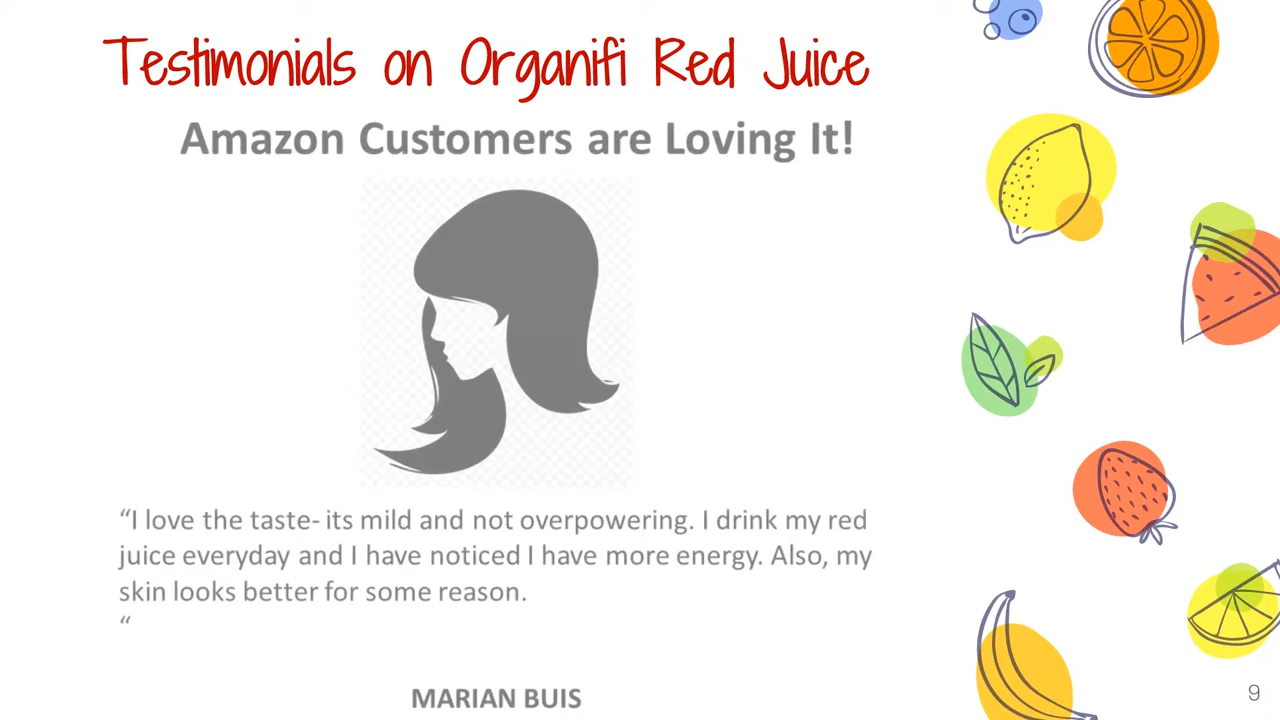 Testimonials on Organifi Red Juice
Amazon Customers are Loving It!
“I love the taste- its mild and not overpowering. I drink my red
juice everyday and I have noticed I have more energy. Also, my
skin looks better for some reason.
“
MARIAN BUIS
9